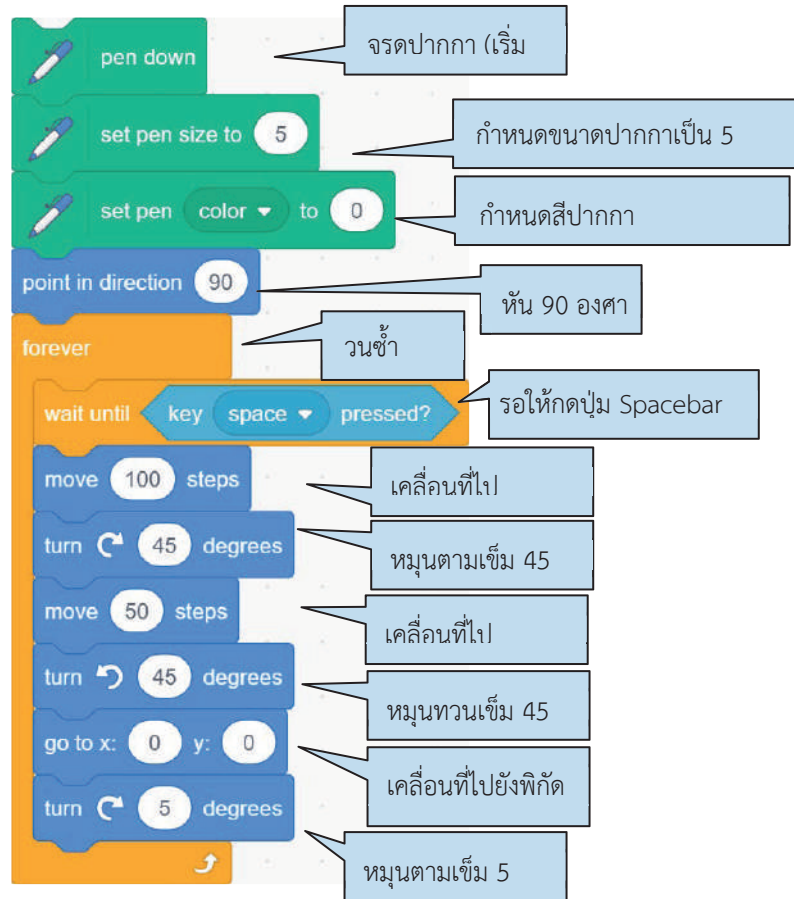 pen down
จรดปากกา (เริ่ม
set pen size to 5
กำหนดขนาดปากกาเป็น 5
set pen color to 0
กำหนดสีปากกา
point in direction 90
หัน 90 องศา
forever
วนซ้ำ
wait until key space pressed?
รอให้กดปุ่ม Spacebar
move 100 steps
เคลื่อนที่ไป
turn 45 degrees
หมุนตามเข็ม 45
move 50 steps
เคลื่อนที่ไป
turn 45 degrees
หมุนทวนเข็ม 45
go to x: 0 y: 0
เคลื่อนที่ไปยังพิกัด
turn 5 degrees
หมุนตามเข็ม 5